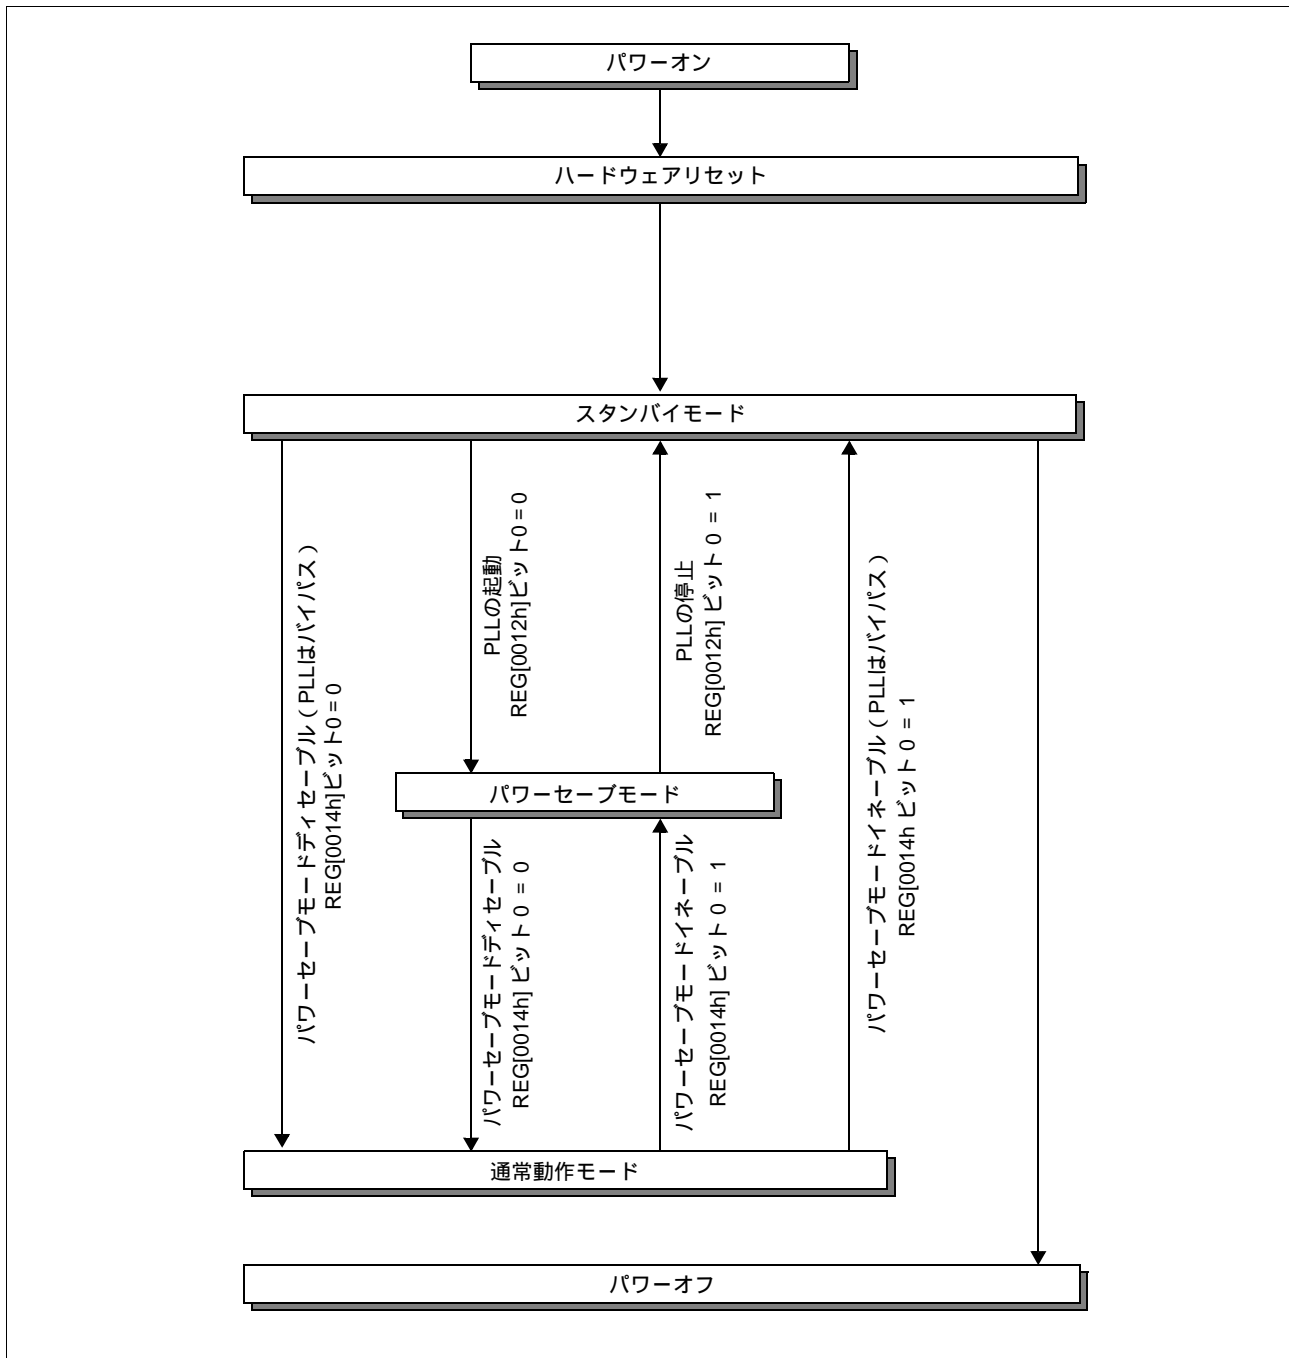 パワーオン
ハードウェアリセット
スタンバイモード
パワーセーブモードディセーブル（PLLはバイパス）
REG[0014h]ビット0=0
PLLの起動
REG[0012h]ビット0=0
PLLの停止
REG[0012h] ビット 0 = 1
パワーセーブモードイネーブル（PLLはバイパス）
REG[0014h ビット 0 = 1
パワーセーブモード
パワーセーブモードディセーブル
REG[0014h] ビット 0 = 0
パワーセーブモードイネーブル
REG[0014h] ビット 0 = 1
通常動作モード
パワーオフ